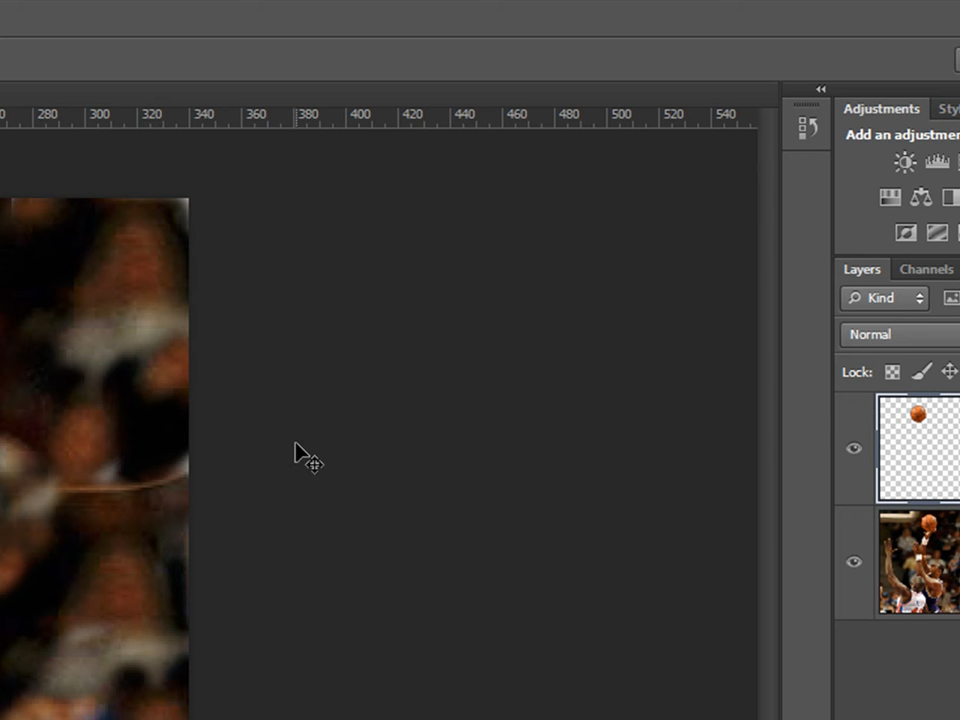 280 300 320 340 360 380 400 420 440 460 480 500 520 540
Adjustments
Add an
Layers Channels
Kind
Normal
Lock: